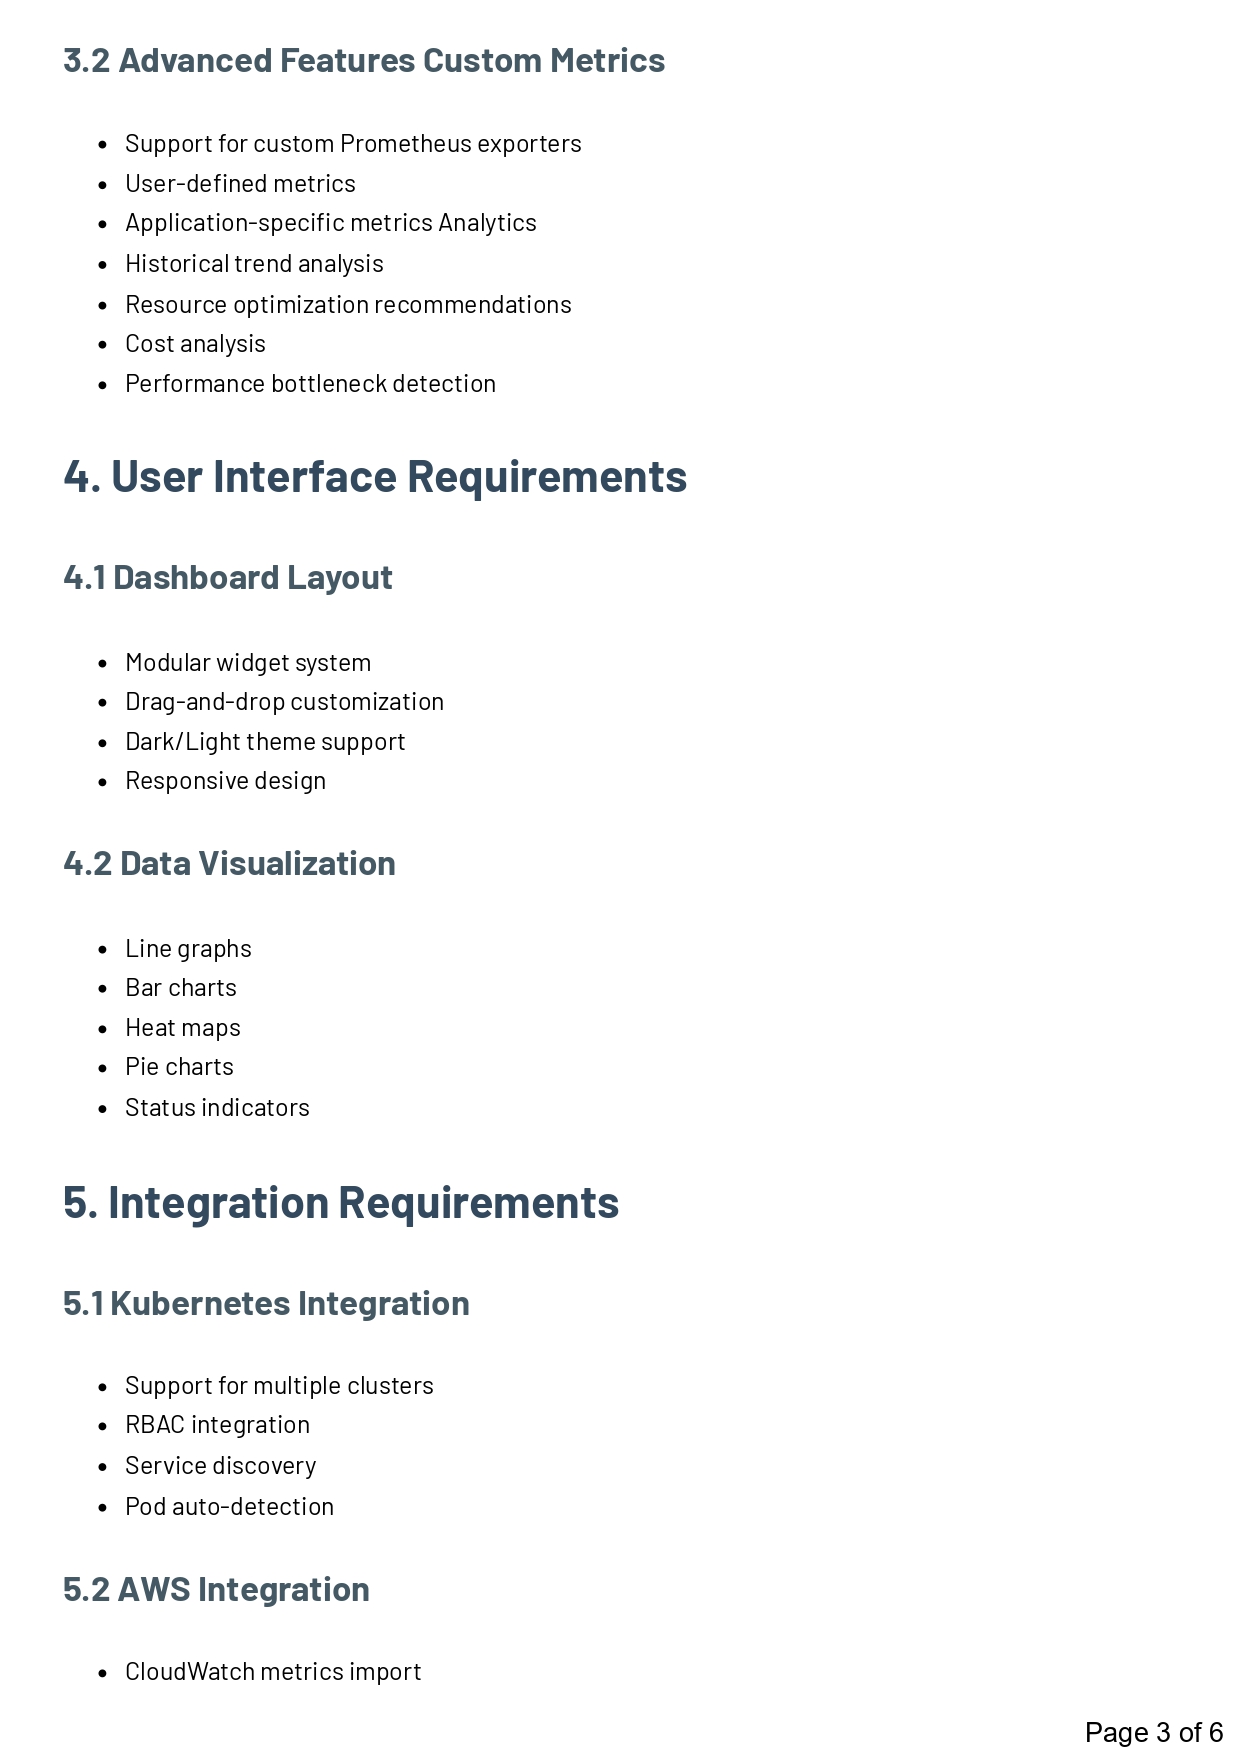 3.2 Advanced Features Custom Metrics
• Support for custom Prometheus exporters
• User-defined metrics
• Application-specific metrics Analytics
• Historical trend analysis
• Resource optimization recommendations
• Cost analysis
• Performance bottleneck detection
4. User Interface Requirements
4.1 Dashboard Layout
• Modular widget system
• Drag-and-drop customization
• Dark/Light theme support
• Responsive design
4.2 Data Visualization
• Line graphs
• Bar charts
• Heat maps
• Pie charts
• Status indicators
5. Integration Requirements
5.1 Kubernetes Integration
• Support for multiple clusters
• RBAC integration
• Service discovery
• Pod auto-detection
5.2 AWS Integration
• CloudWatch metrics import
Page 3 of 6